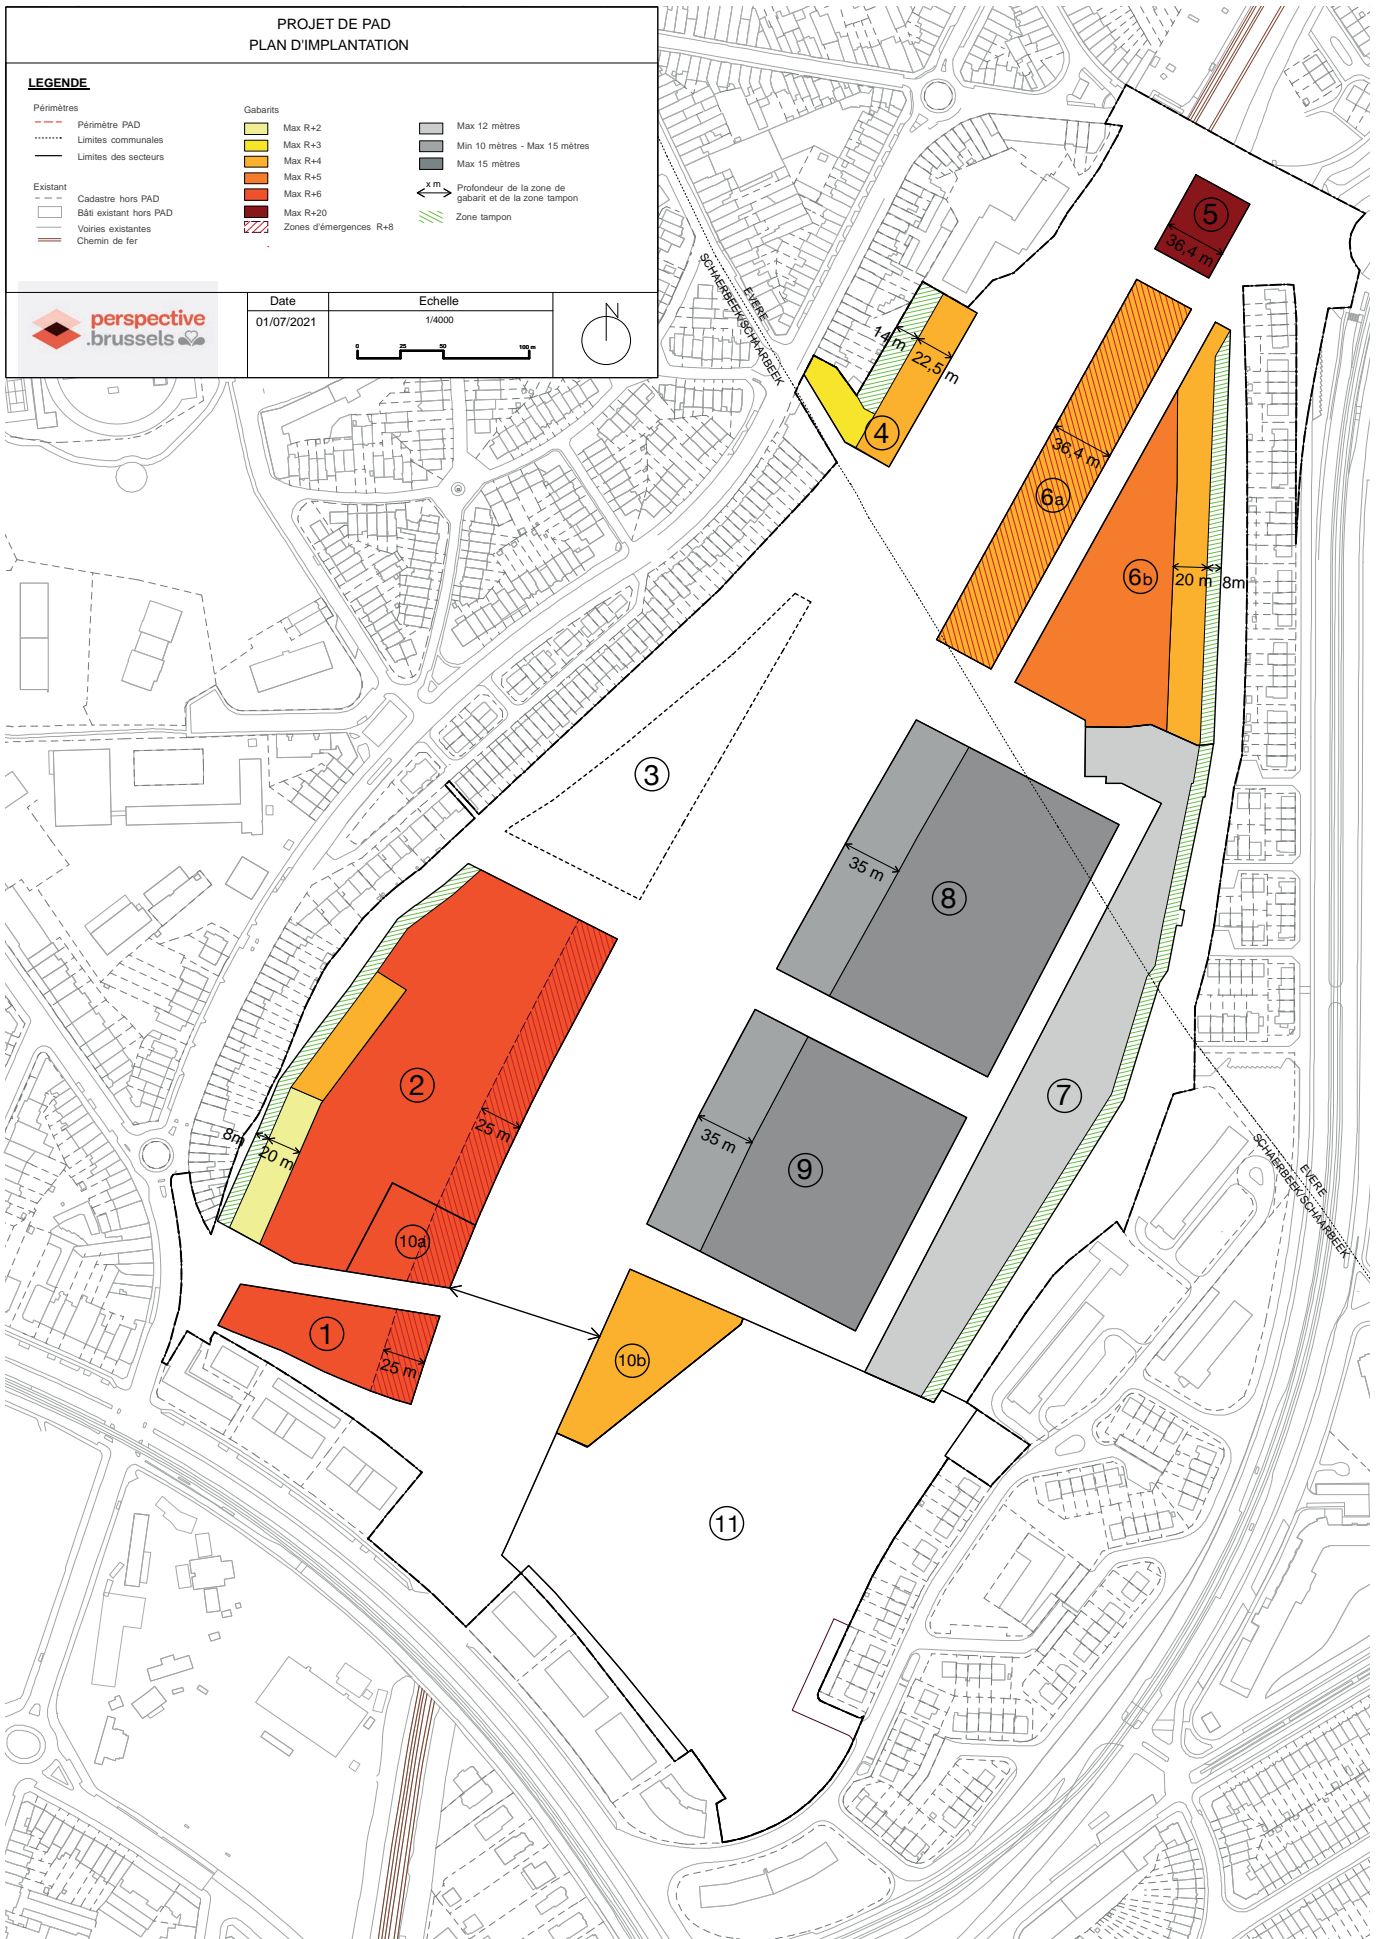 PROJET DE PAD
PLAN D'IMPLANTATION
LEGENDE
Périmètres
Périmètre PAD
Limites communales
Limites des secteurs
Existant
Cadastre hors PAD
Bâti existant hors PAD
Voiries existantes
Chemin de fer
Gabarits
Max R+2
Max R+3
Max R+4
Max R+5
Max R+6
Max R+20
Zones d'émergences R+8
Max 12 mètres
Min 10 mètres - Max 15 mètres
Max 15 mètres
x m
Profondeur de la zone de
gabarit et de la zone tampon
Zone tampon
perspective
.brussels
Date
01/07/2021
Echelle
1/4000
0 25 50 100 m
N
EVERE
SCHAERBEEK/SCHAARBEEK
5
36,4 m
14 m
22,5 m
4
36,4 m
6a
6b
20 m
8m
3
35 m
8
2
25 m
8m
20 m
7
35 m
9
EVERE
SCHAERBEEK/SCHAARBEEK
10a
1
25 m
10b
11